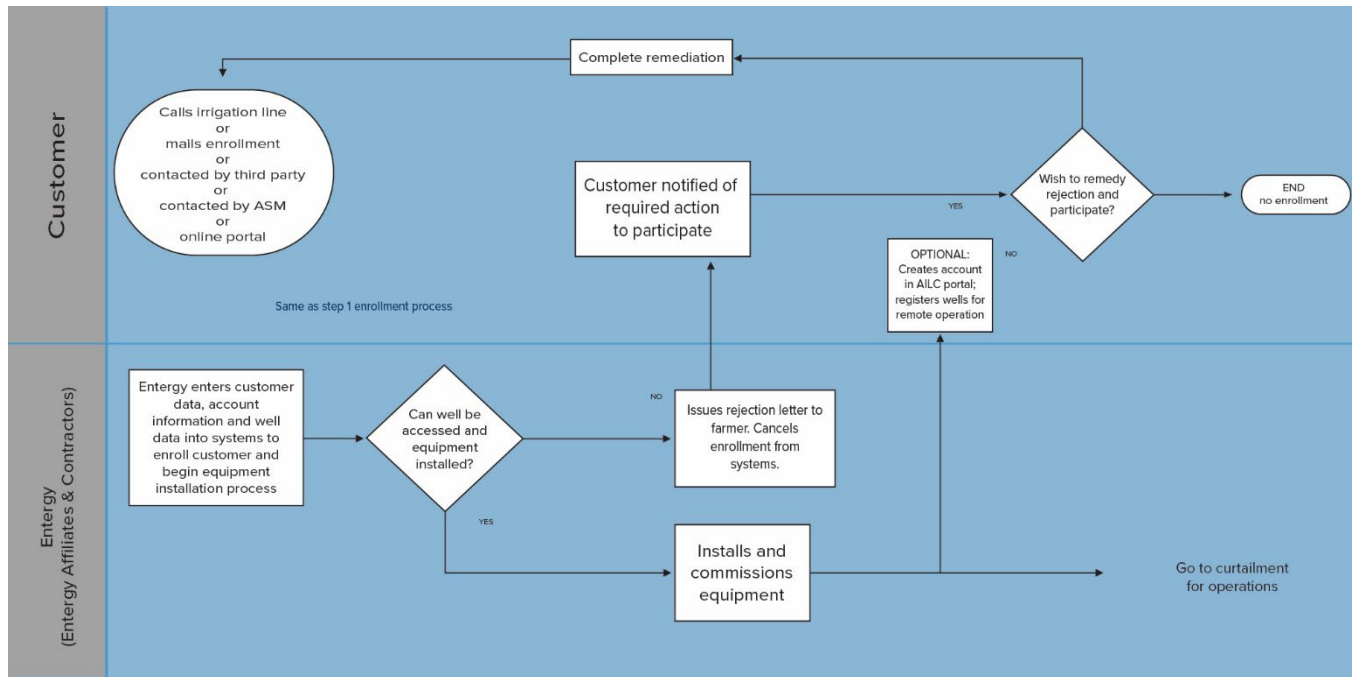 Customer
Complete remediation
Calls irrigation line
or
mails enrollment
or
contacted by third party
or
contacted by ASM
or
online portal
Customer notified of
required action
to participate
YES
Wish to remedy
rejection and
participate?
END
no enrollment
NO
OPTIONAL:
Creates account
in AILC portal;
registers wells for
remote operation
Same as step 1 enrollment process
Entergy
(Entergy Affiliates & Contractors)
Entergy enters customer
data, account
information and well
data into systems to
enroll customer and
begin equipment
installation process
Can well be
accessed and
equipment
installed?
NO
Issues rejection letter to
farmer. Cancels
enrollment from
systems.
YES
Installs and
commissions
equipment
Go to curtailment
for operations